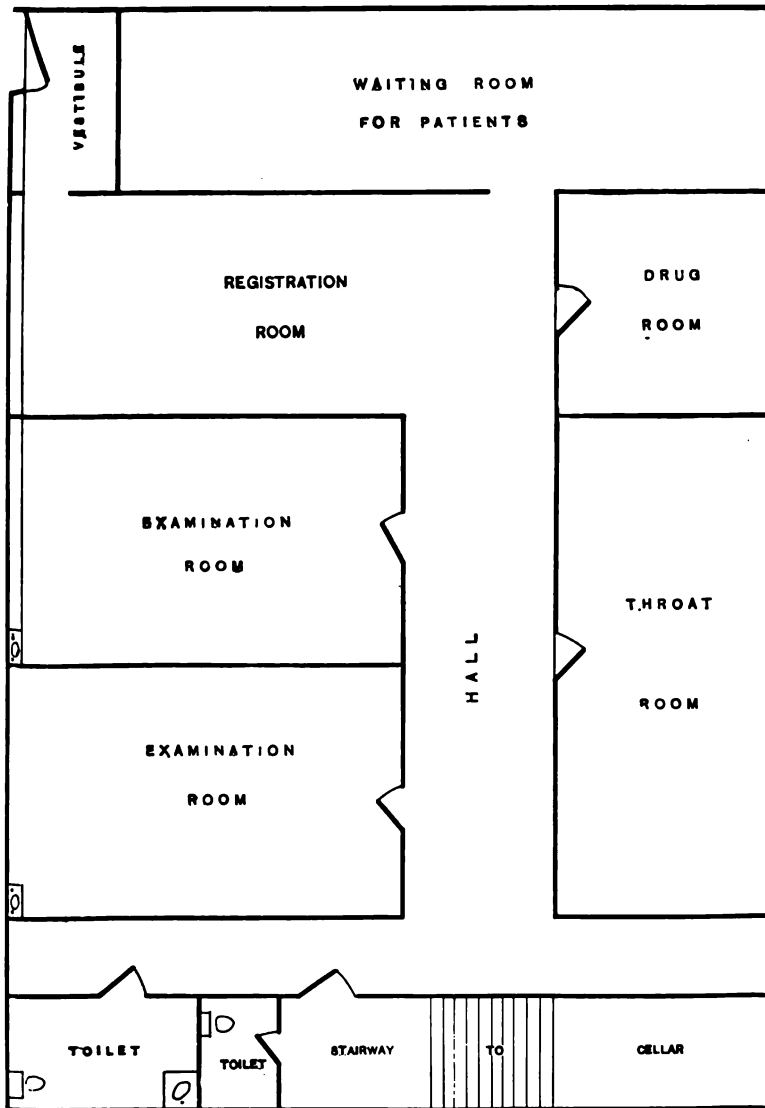 VESTIBULE
WAITING ROOM
FOR PATIENTS
REGISTRATION
ROOM
DRUG
ROOM
EXAMINATION
ROOM
THROAT
ROOM
HALL
EXAMINATION
ROOM
TOILET
TOILET
STAIRWAY
TO
CELLAR